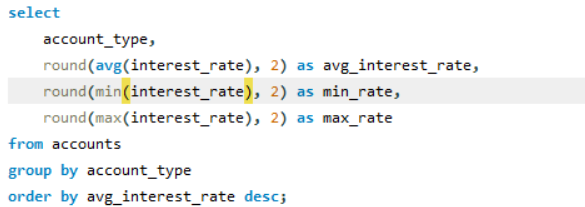 select
    account_type,
    round(avg(interest_rate), 2) as avg_interest_rate,
    round(min(interest_rate), 2) as min_rate,
    round(max(interest_rate), 2) as max_rate
from accounts
group by account_type
order by avg_interest_rate desc;